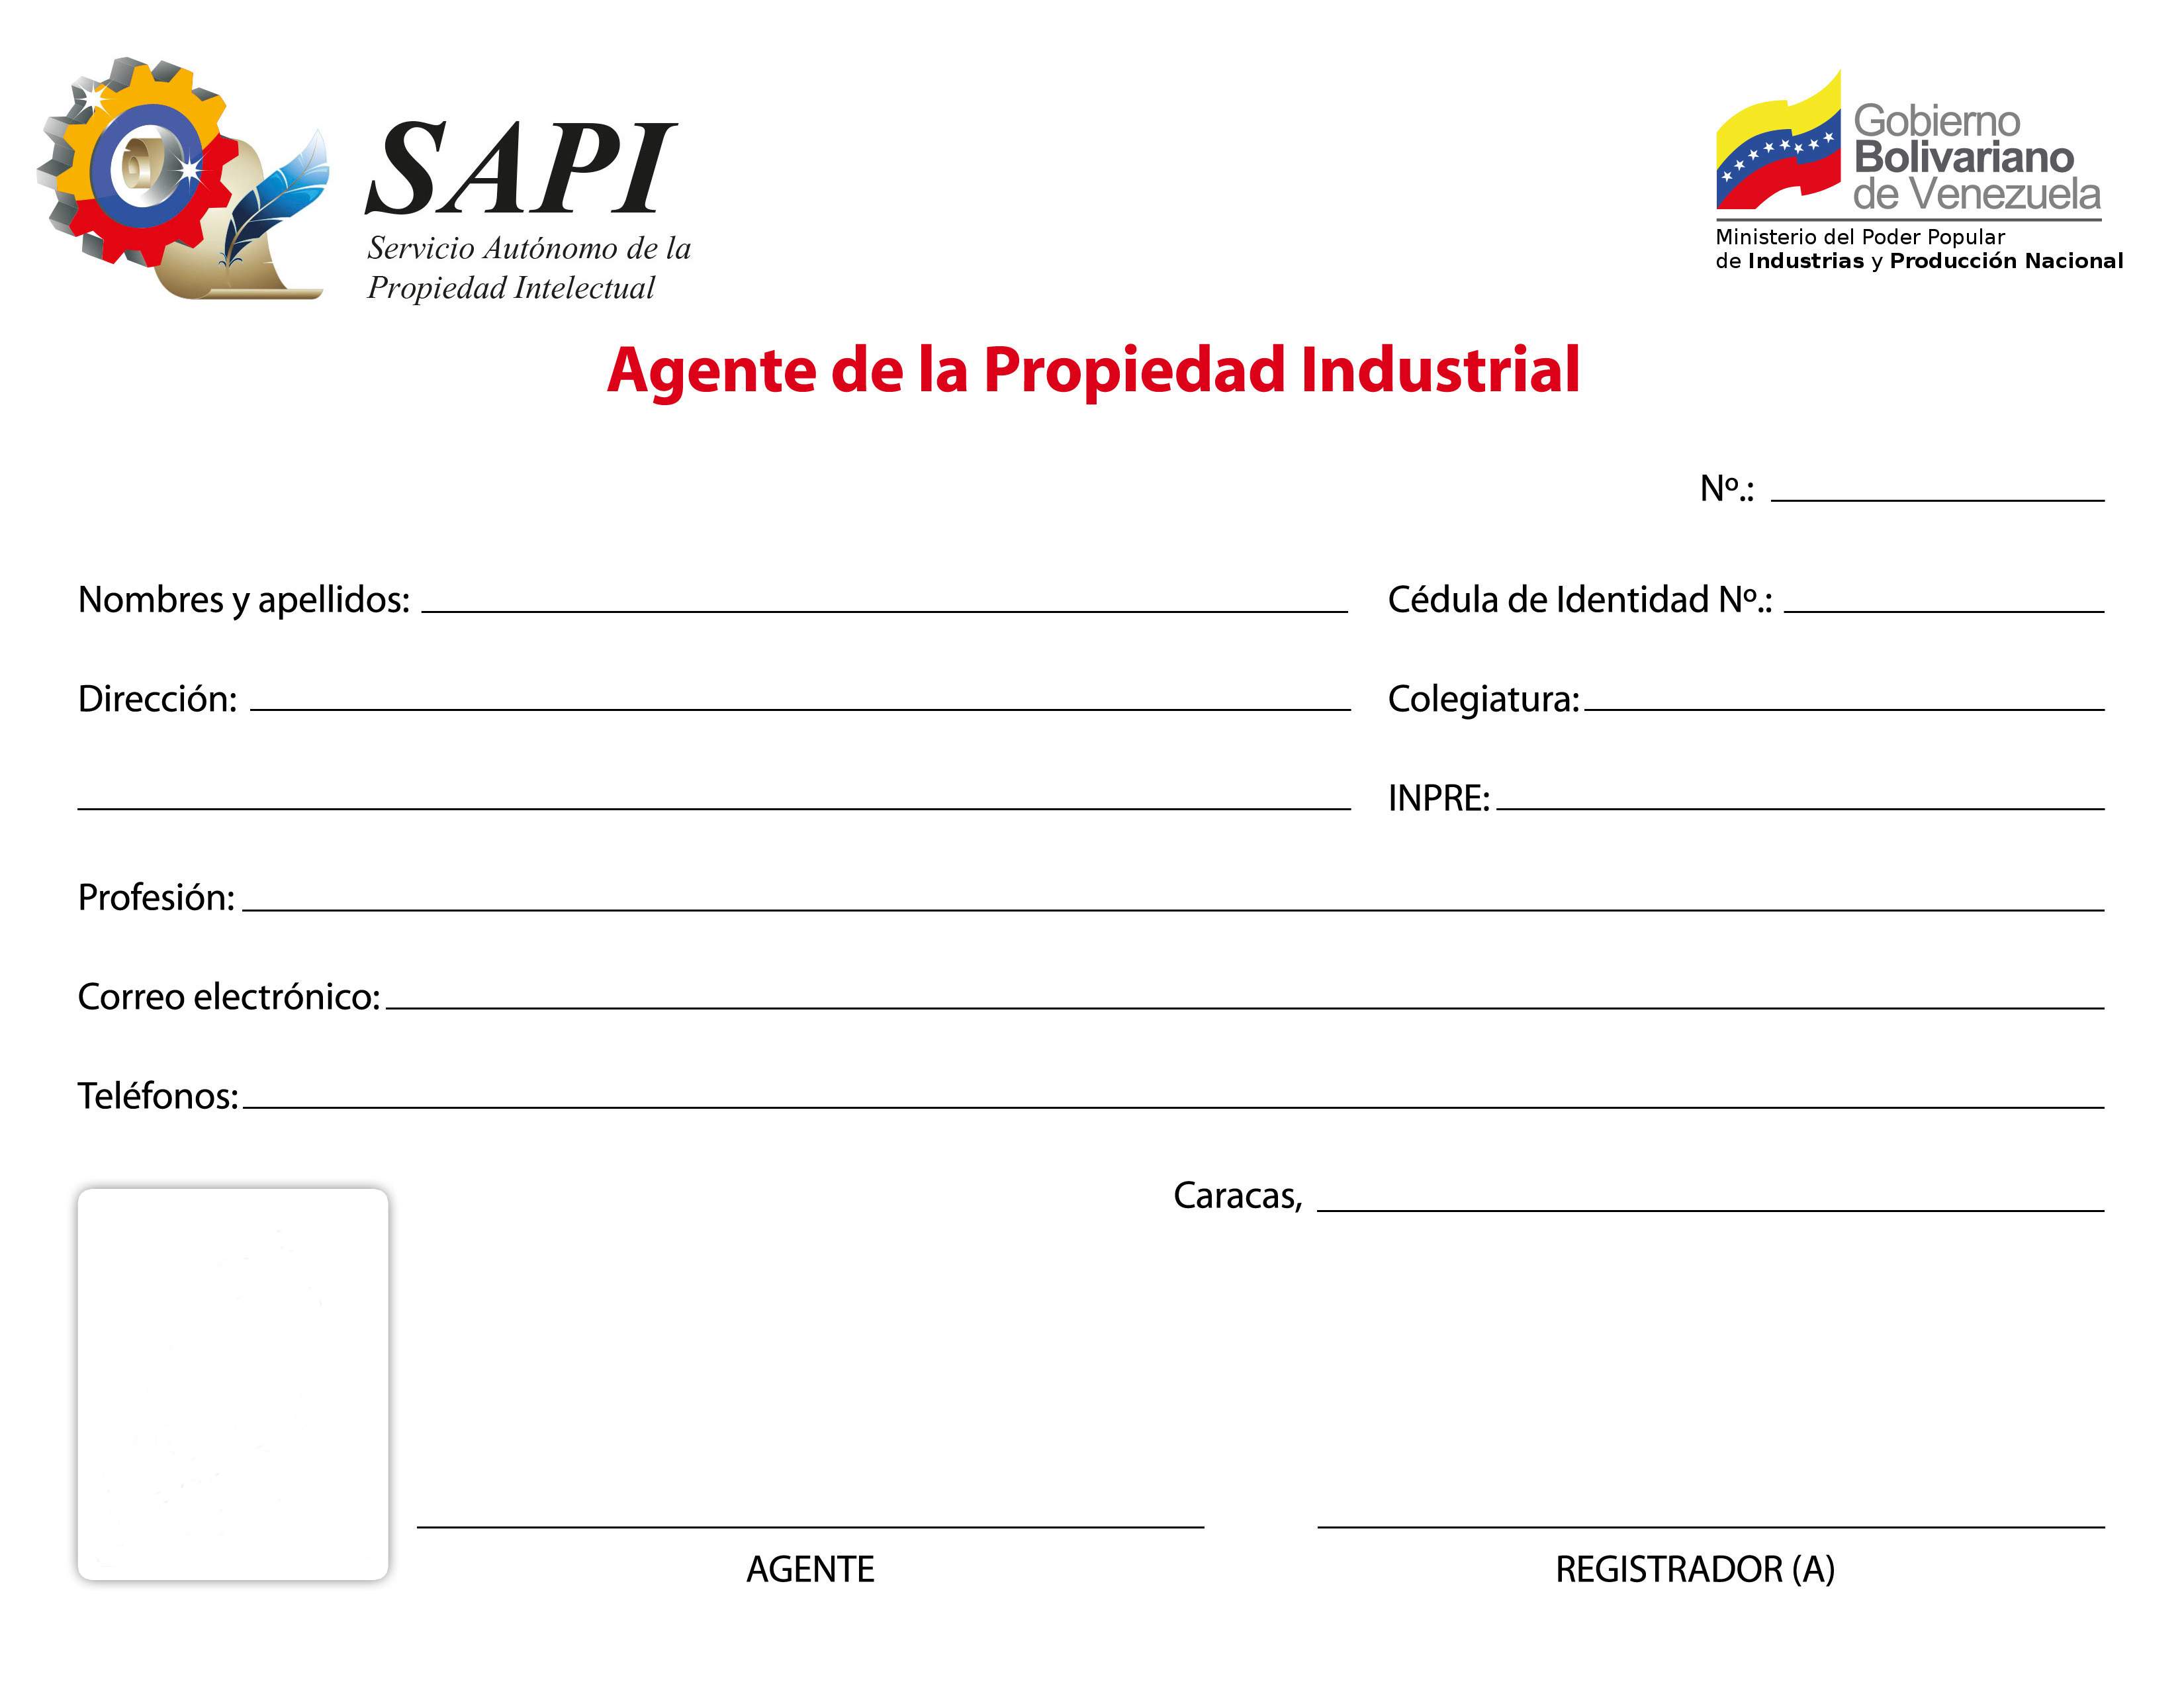 SAPI
Servicio Autónomo de la
Propiedad Intelectual
Gobierno
Bolivariano
de Venezuela
Ministerio del Poder Popular
de Industrias y Producción Nacional
Agente de la Propiedad Industrial
Nº.:
Nombres y apellidos: Cédula de Identidad Nº.:
Dirección: Colegiatura:
INPRE:
Profesión:
Correo electrónico:
Teléfonos:
Caracas,
AGENTE REGISTRADOR (A)